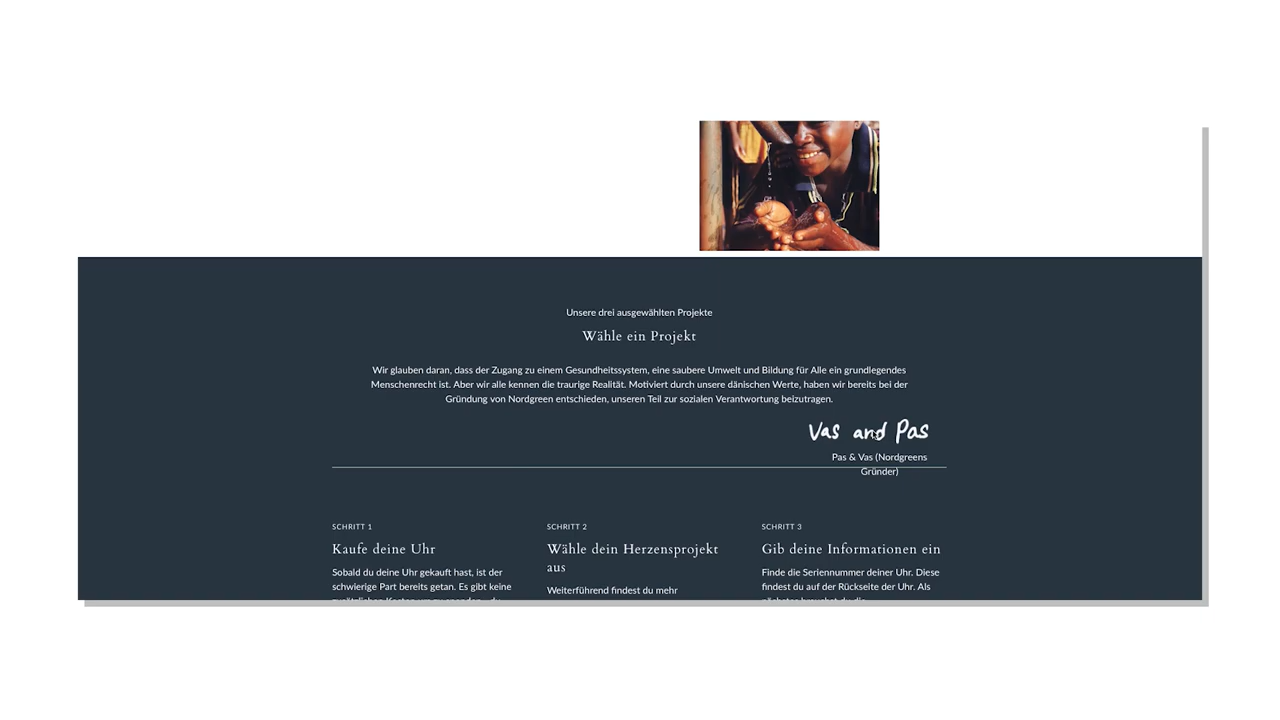 Unsere drei ausgewählten Projekte
Wähle ein Projekt
Wir glauben daran, dass der Zugang zu einem Gesundheitssystem, eine saubere Umwelt und Bildung für Alle ein grundlegendes
Menschenrecht ist. Aber wir alle kennen die traurige Realität. Motiviert durch unsere dänischen Werte, haben wir bereits bei der
Gründung von Nordgreen entschieden, unseren Teil zur sozialen Verantwortung beizutragen.
Vas and Pas
Pas & Vas (Nordgreens
Gründer)
SCHRITT 1
Kaufe deine Uhr
Sobald du deine Uhr gekauft hast, ist der
schwierige Part bereits getan. Es gibt keine
SCHRITT 2
Wähle dein Herzensprojekt
aus
Weiterführend findest du mehr
SCHRITT 3
Gib deine Informationen ein
Finde die Seriennummer deiner Uhr. Diese
findest du auf der Rückseite der Uhr. Als